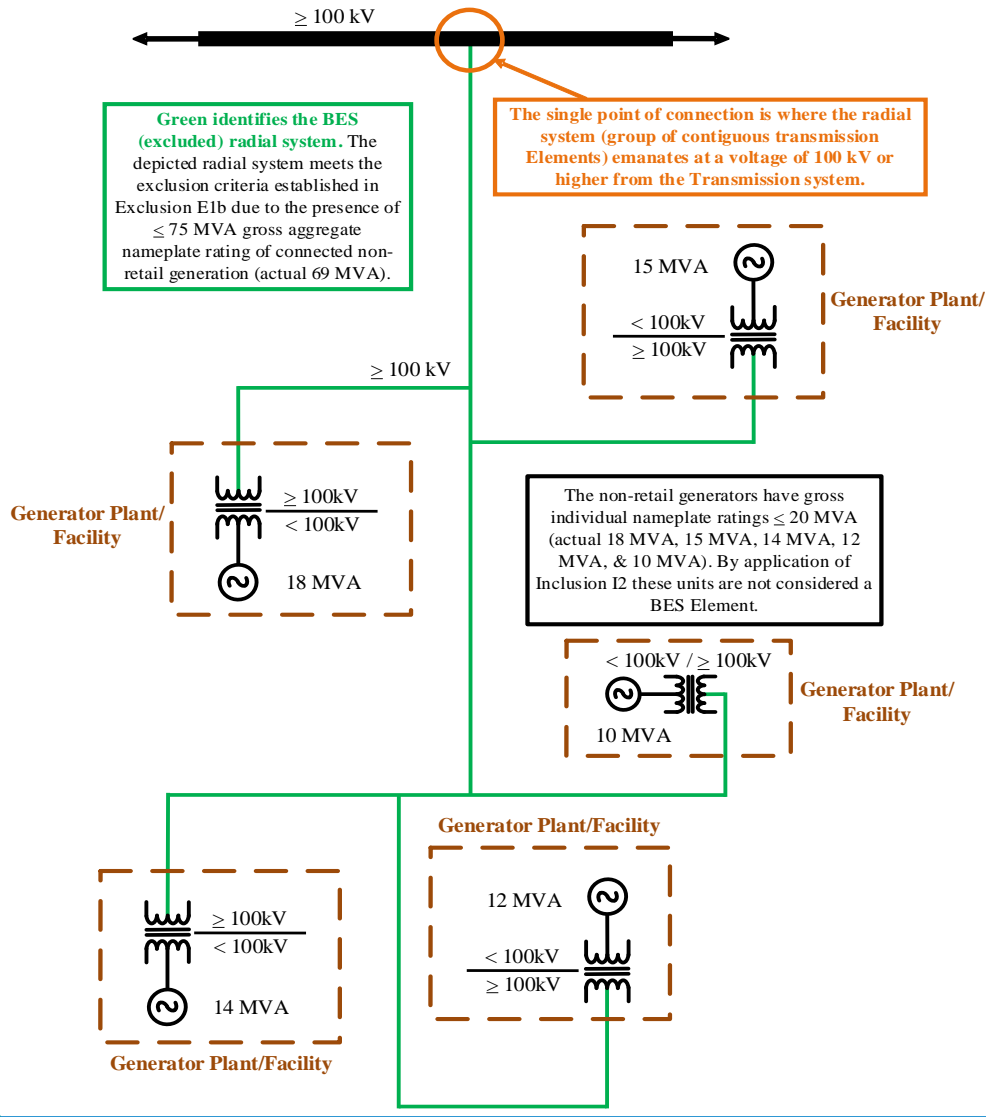 ≥ 100 kV
Green identifies the BES
(excluded) radial system. The
depicted radial system meets the
exclusion criteria established in
Exclusion E1b due to the presence of
≤ 75 MVA gross aggregate
nameplate rating of connected non-
retail generation (actual 69 MVA).
The single point of connection is where the radial
system (group of contiguous transmission
Elements) emanates at a voltage of 100 kV or
higher from the Transmission system.
15 MVA
< 100kV
≥ 100kV
Generator Plant/
Facility
≥ 100 kV
Generator Plant/
Facility
≥ 100kV
< 100kV
18 MVA
The non-retail generators have gross
individual nameplate ratings ≤ 20 MVA
(actual 18 MVA, 15 MVA, 14 MVA, 12
MVA, & 10 MVA). By application of
Inclusion I2 these units are not considered a
BES Element.
< 100kV / ≥ 100kV
10 MVA
Generator Plant/
Facility
Generator Plant/Facility
12 MVA
< 100kV
≥ 100kV
≥ 100kV
< 100kV
14 MVA
Generator Plant/Facility